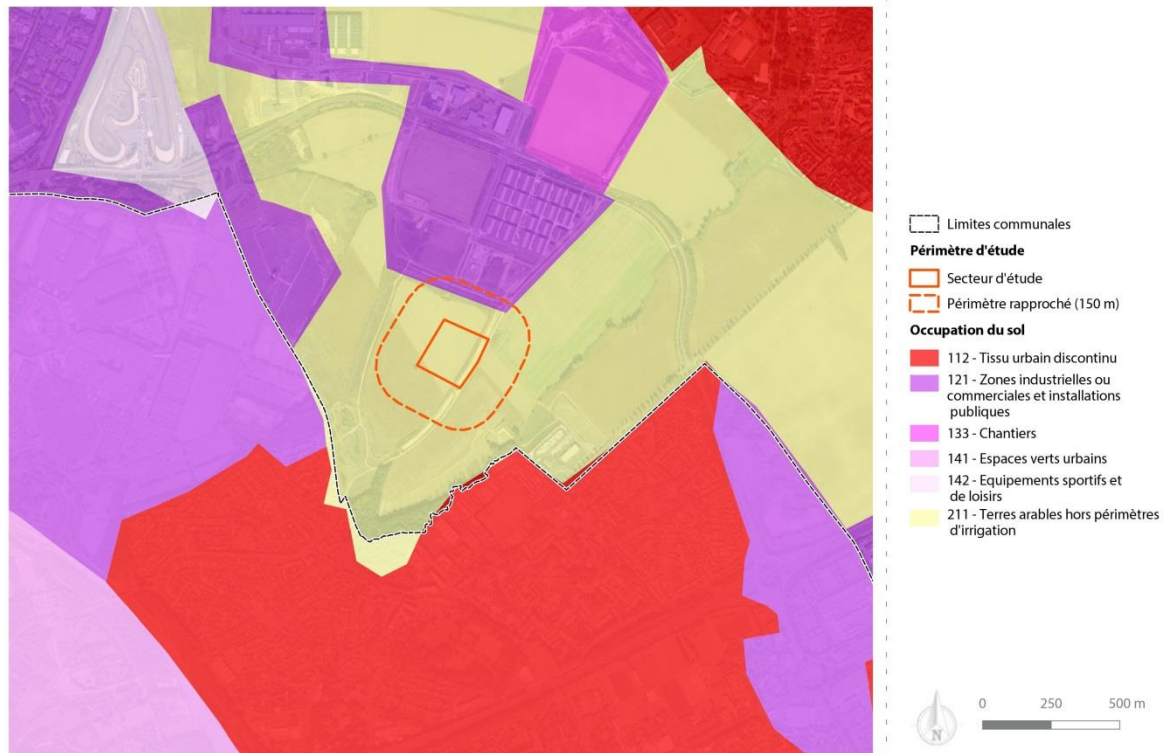 Limites communales
Périmètre d'étude
Secteur d'étude
Périmètre rapproché (150 m)
Occupation du sol
112 - Tissu urbain discontinu
121 - Zones industrielles ou
commerciales et installations
publiques
133 - Chantiers
141 - Espaces verts urbains
142 - Equipements sportifs et
de loisirs
211 - Terres arables hors périmètres
d'irrigation
N
0 250 500 m